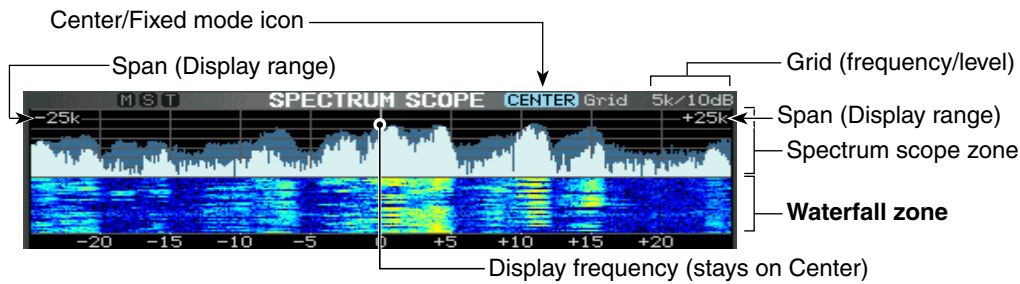 Center/Fixed mode icon
Span (Display range)
Grid (frequency/level)
M S T SPECTRUM SCOPE CENTER Grid 5k/10dB
-25k +25k
Span (Display range)
Spectrum scope zone
Waterfall zone
-20 -15 -10 -5 0 +5 +10 +15 +20
Display frequency (stays on Center)